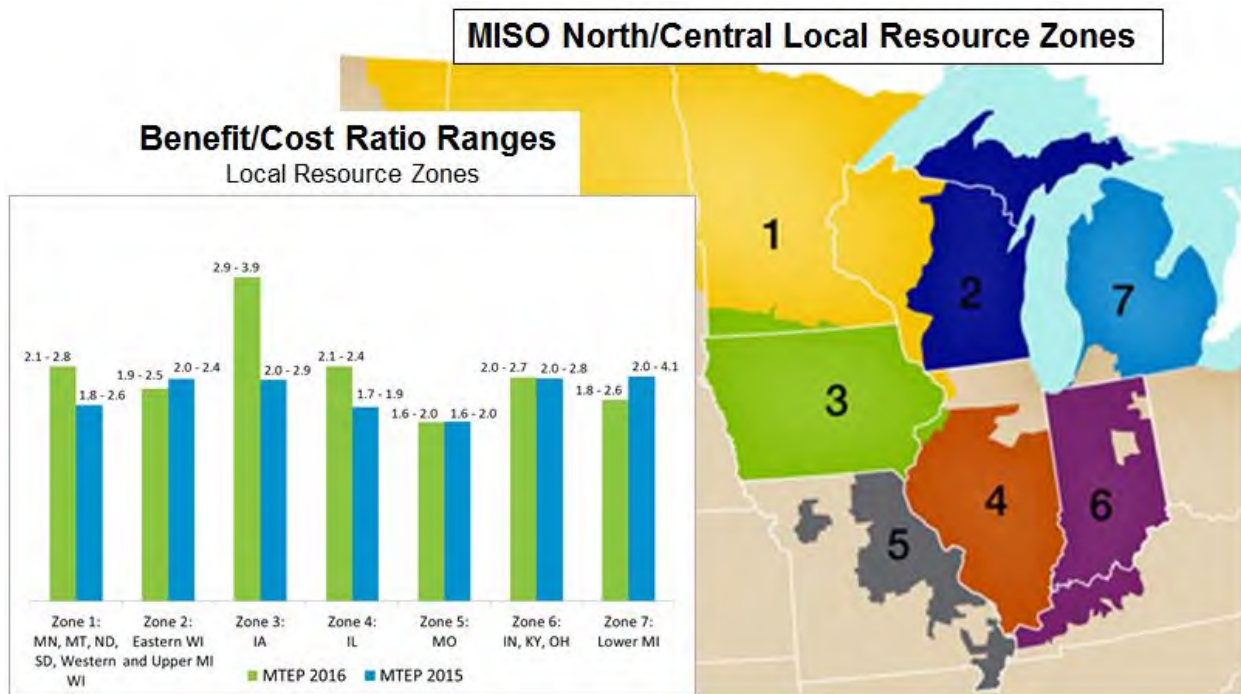 MISO North/Central Local Resource Zones
Benefit/Cost Ratio Ranges
Local Resource Zones
2.1 - 2.8
1.8 - 2.6
1.9 - 2.5
2.0 - 2.4
2.9 - 3.9
2.0 - 2.9
2.1 - 2.4
1.7 - 1.9
1.6 - 2.0
1.6 - 2.0
2.0 - 2.7
2.0 - 2.8
1.8 - 2.6
2.0 - 4.1
Zone 1:
MN, MT, ND,
SD, Western
WI
Zone 2:
Eastern WI
and Upper MI
Zone 3:
IA
Zone 4:
IL
Zone 5:
MO
Zone 6:
IN, KY, OH
Zone 7:
Lower MI
MTEP 2016
MTEP 2015
1
2
7
3
4
6
5